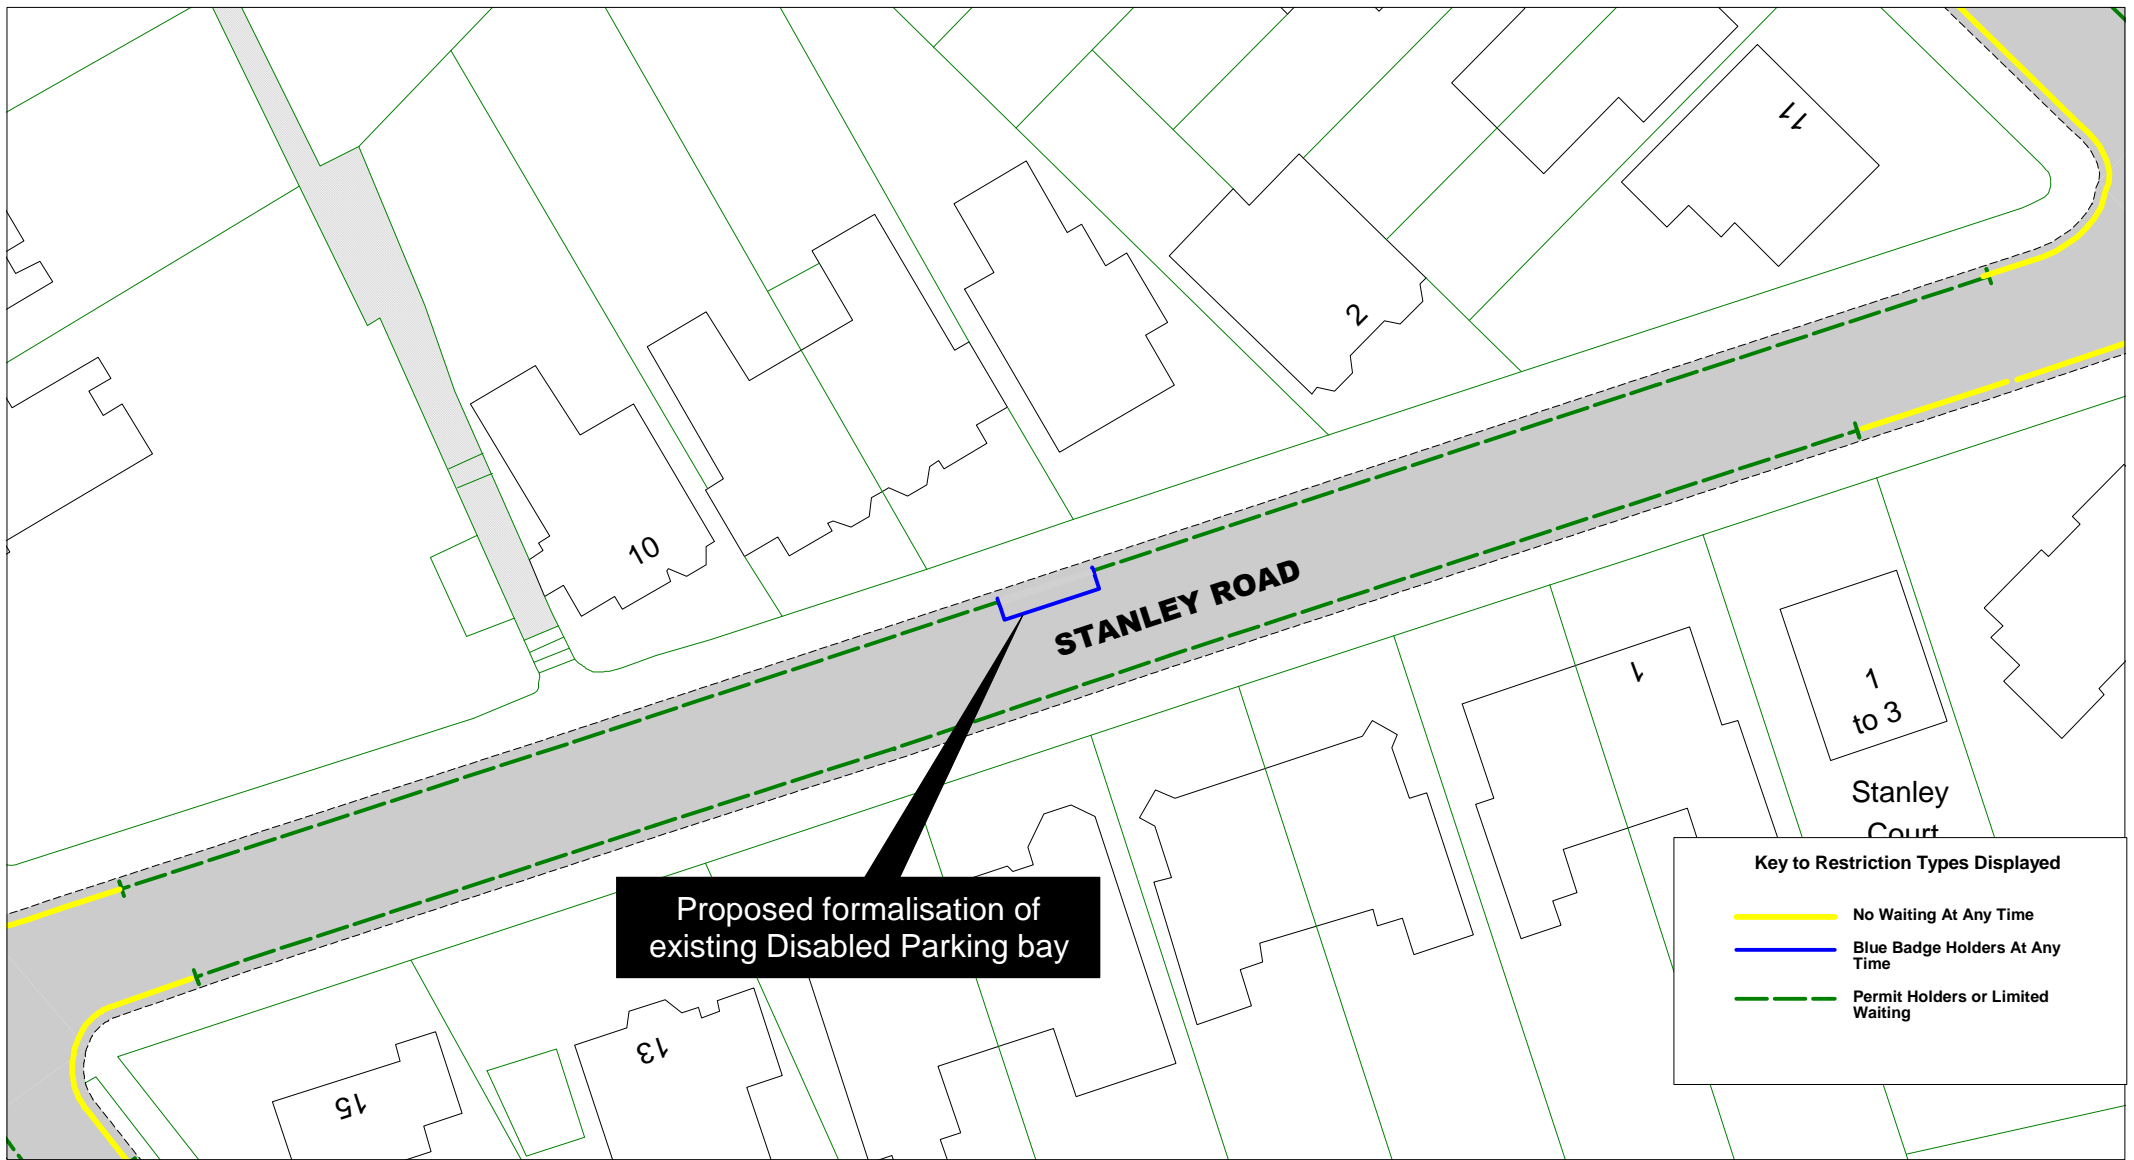 11
2
10
STANLEY ROAD
1
1
to 3
Stanley
Court
Proposed formalisation of
existing Disabled Parking bay
13
15
Key to Restriction Types Displayed
No Waiting At Any Time
Blue Badge Holders At Any
Time
Permit Holders or Limited
Waiting